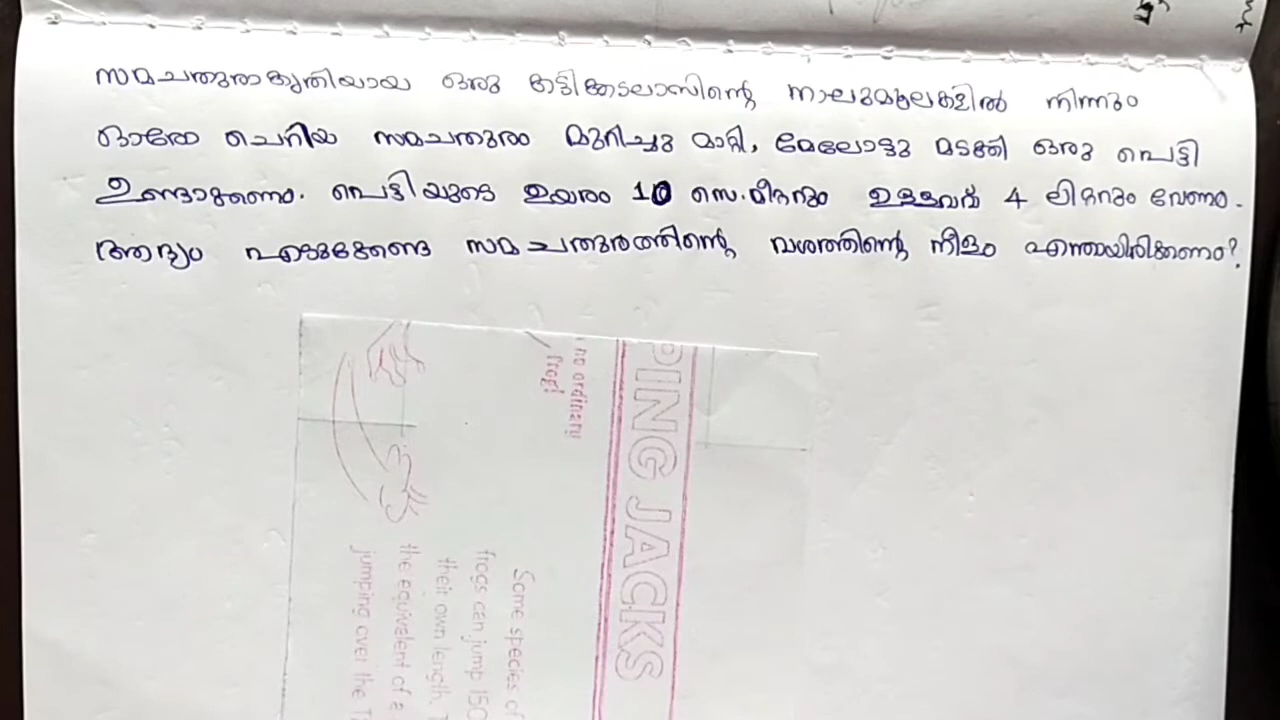 സമചതുരാകൃതിയായ ഒരു കട്ടിക്കടലാസിന്റെ നാലുമൂലകളിൽ നിന്നും
ഓരോ ചെറിയ സമചതുരം മുറിച്ചു മാറ്റി, മേലോട്ടു മടക്കി ഒരു പെട്ടി
ഉണ്ടാക്കണം. പെട്ടിയുടെ ഉയരം 10 സെ.മീറ്ററും ഉള്ളളവ് 4 ലിറ്ററും വേണം.
ആദ്യം എടുക്കേണ്ട സമചതുരത്തിന്റെ വശത്തിന്റെ നീളം എന്തായിരിക്കണം?
no ordinary
frog!
PING JACKS
Some species of
frogs can jump 150
their own length.
the equivalent of a
jumping over the